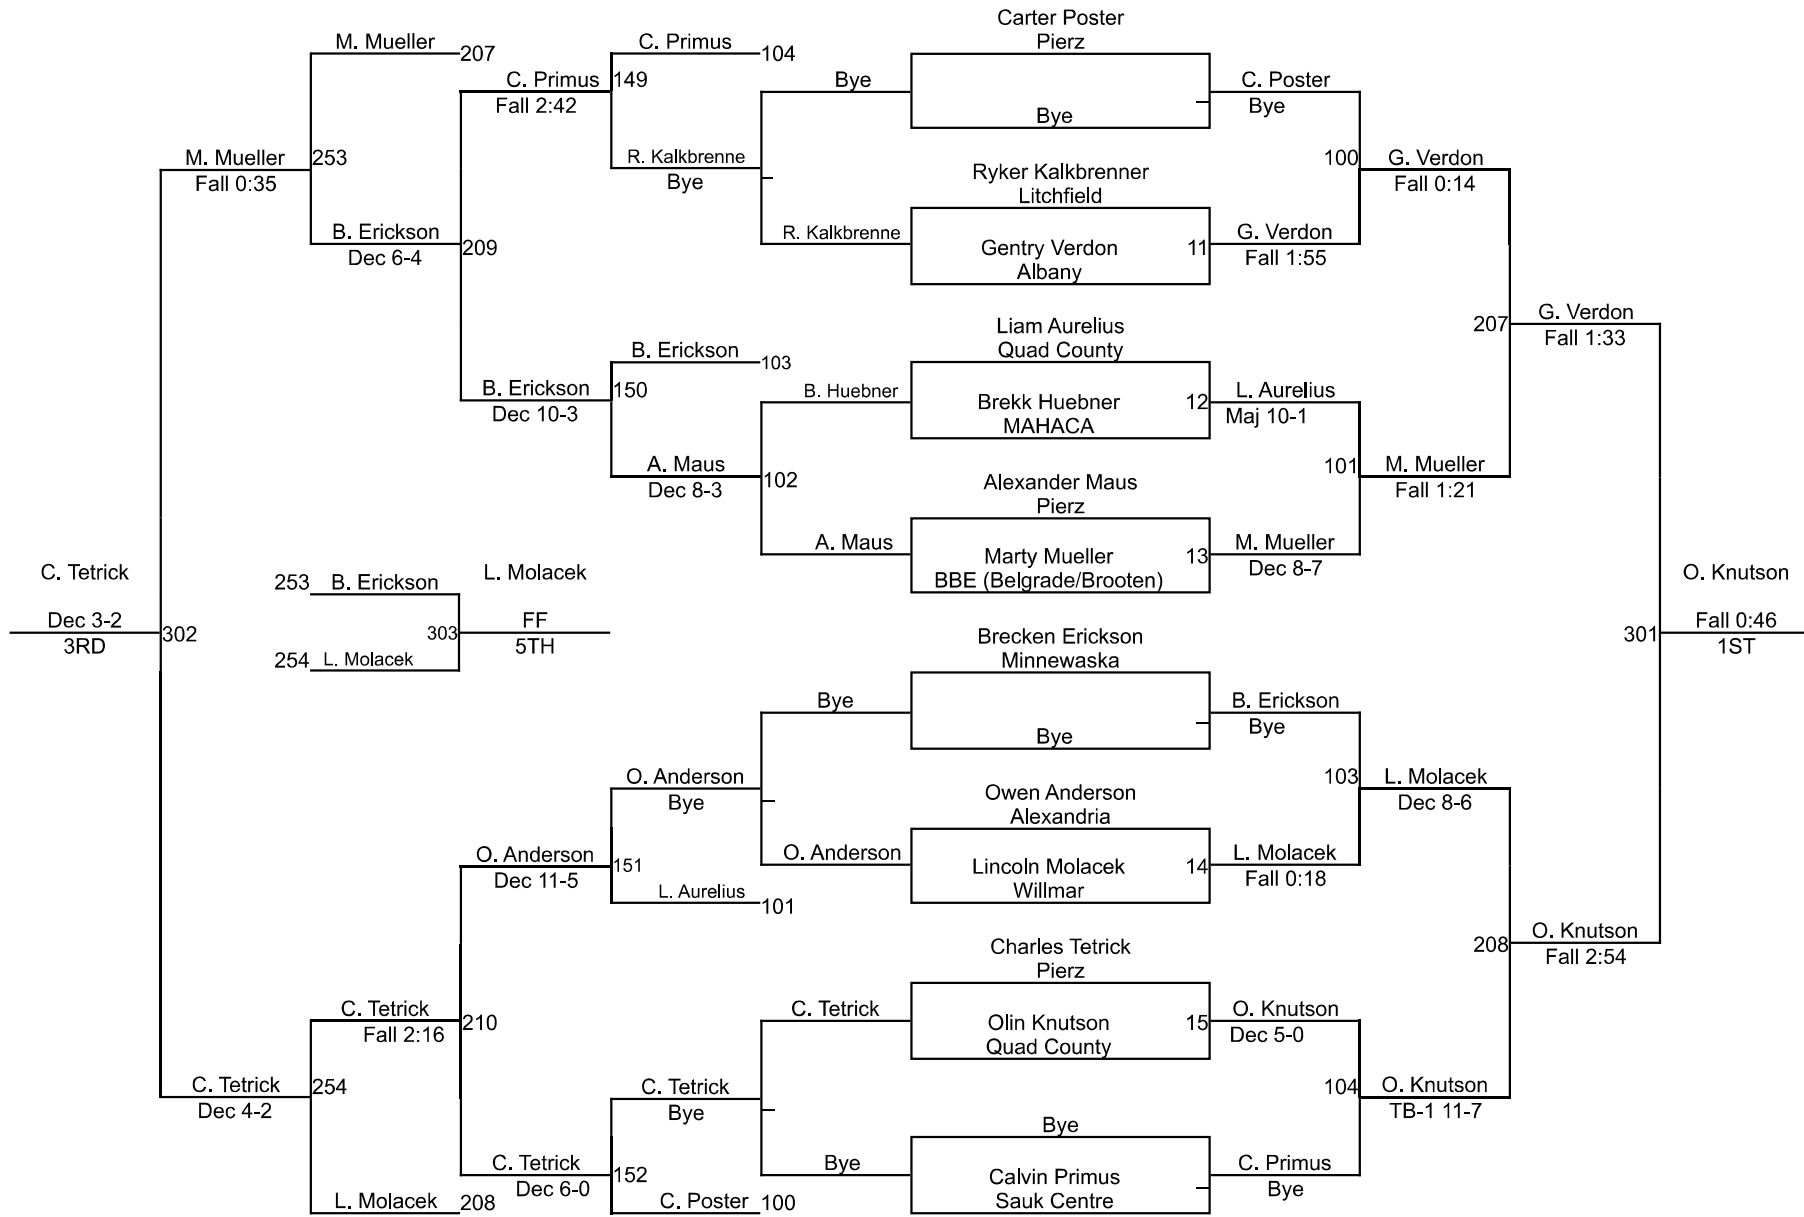 Carter Poster
Pierz
M. Mueller
207
C. Primus
104
C. Primus
149
Fall 2:42
Bye
C. Poster
Bye
Bye
M. Mueller
253
Fall 0:35
R. Kalkbrenne
Bye
100
G. Verdon
Fall 0:14
Ryker Kalkbrenner
Litchfield
B. Erickson
Dec 6-4
209
R. Kalkbrenne
Gentry Verdon
Albany
11
G. Verdon
Fall 1:55
Liam Aurelius
Quad County
207
G. Verdon
Fall 1:33
B. Erickson
103
B. Erickson
150
Dec 10-3
B. Huebner
Brekk Huebner
MAHACA
12
L. Aurelius
Maj 10-1
A. Maus
Dec 8-3
102
101
M. Mueller
Fall 1:21
Alexander Maus
Pierz
A. Maus
Marty Mueller
BBE (Belgrade/Brooten)
13
M. Mueller
Dec 8-7
C. Tetrick
Dec 3-2
3RD
302
253
B. Erickson
303
254
L. Molacek
L. Molacek
FF
5TH
O. Knutson
301
Fall 0:46
1ST
Brecken Erickson
Minnewaska
Bye
Bye
B. Erickson
Bye
O. Anderson
Bye
103
L. Molacek
Dec 8-6
Owen Anderson
Alexandria
O. Anderson
Dec 11-5
151
O. Anderson
Lincoln Molacek
Willmar
14
L. Molacek
Fall 0:18
L. Aurelius
101
208
O. Knutson
Fall 2:54
Charles Tetrick
Pierz
C. Tetrick
Fall 2:16
210
C. Tetrick
Olin Knutson
Quad County
15
O. Knutson
Dec 5-0
C. Tetrick
Dec 4-2
254
C. Tetrick
Bye
104
O. Knutson
TB-1 11-7
Bye
C. Tetrick
Dec 6-0
152
Bye
Calvin Primus
Sauk Centre
C. Primus
Bye
L. Molacek
208
C. Poster
100